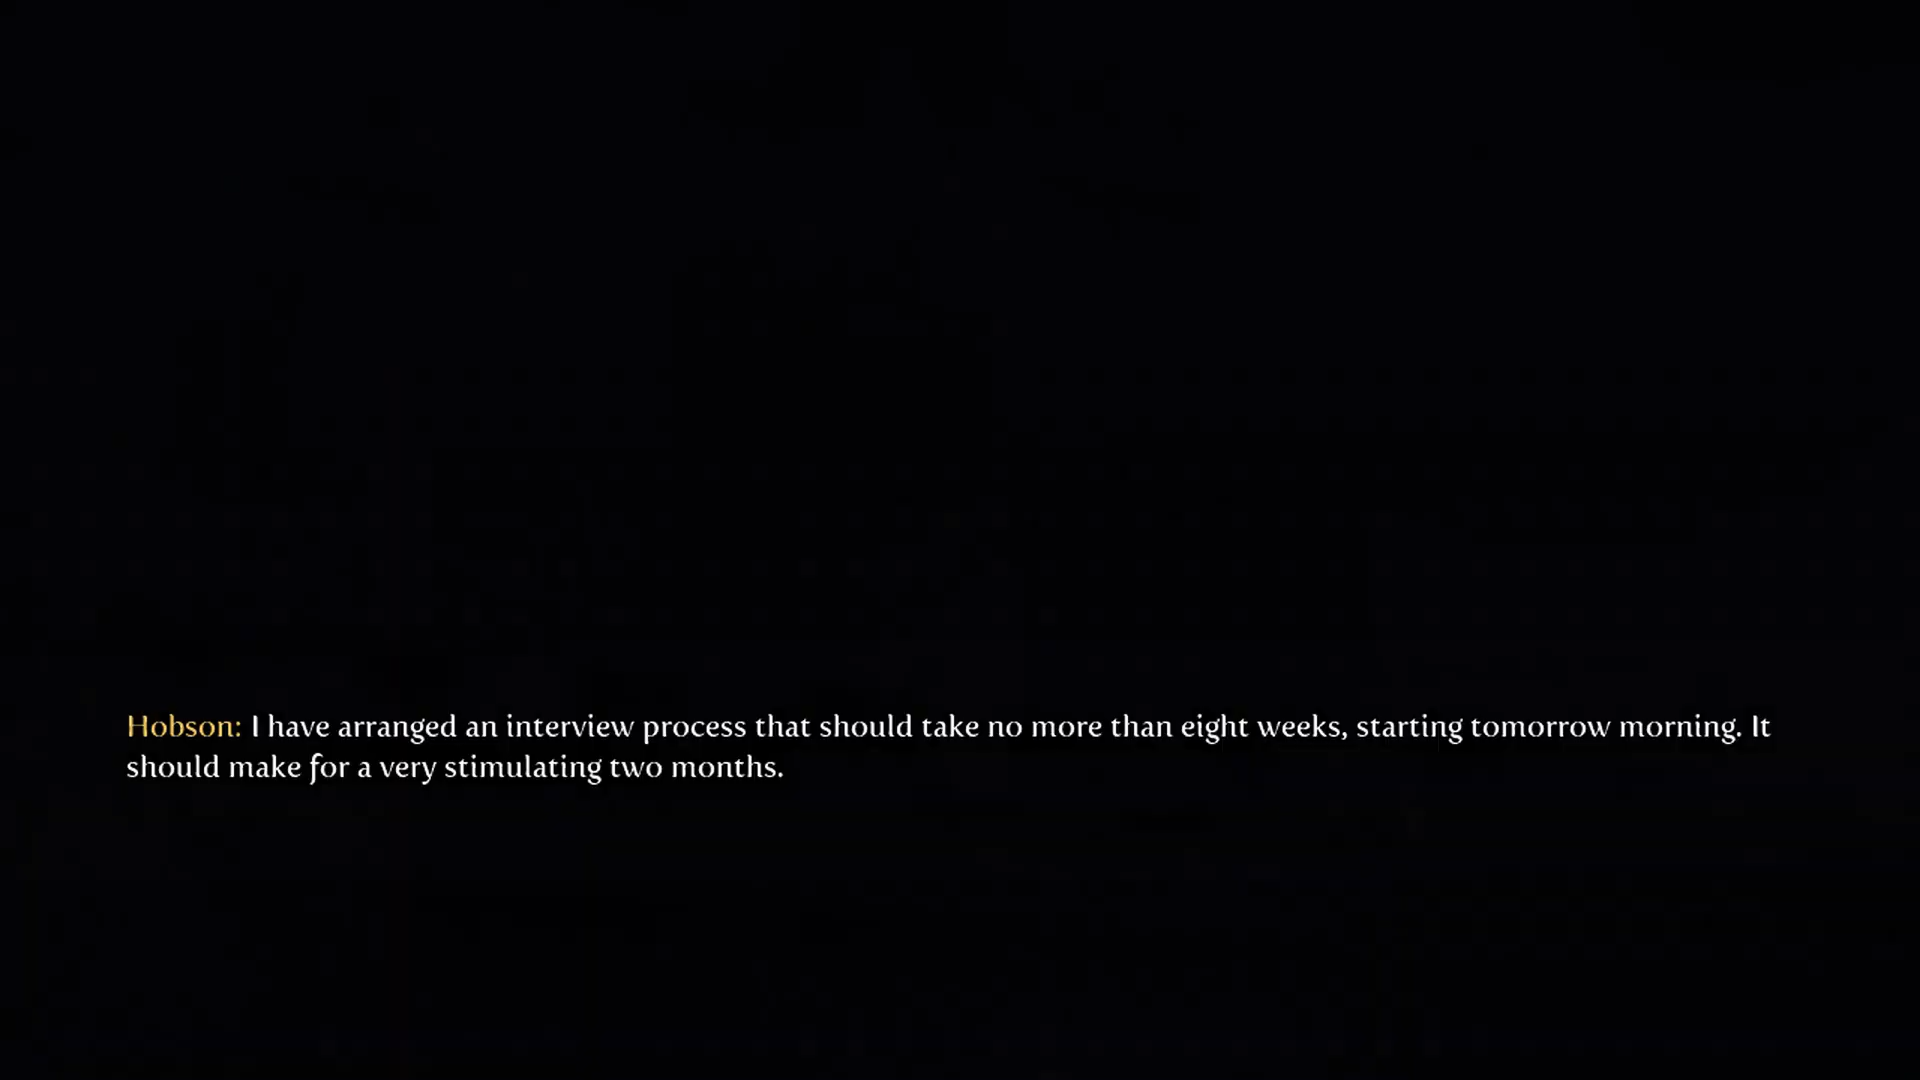 Hobson: I have arranged an interview process that should take no more than eight weeks, starting tomorrow morning. It
should make for a very stimulating two months.